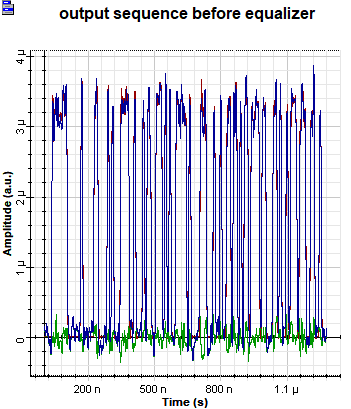 output sequence before equalizer
4 μ
3 μ
2 μ
1 μ
0
Amplitude (a.u.)
200 n 500 n 800 n 1.1 μ
Time (s)